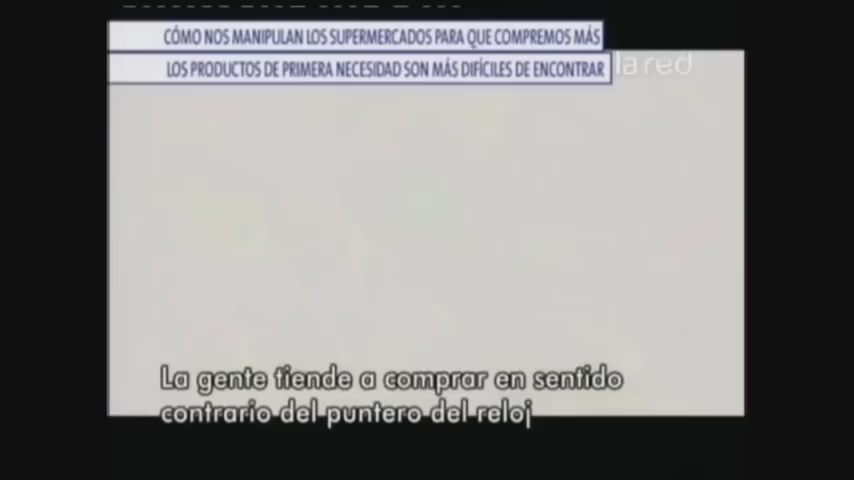 CÓMO NOS MANIPULAN LOS SUPERMERCADOS PARA QUE COMPREMOS MÁS
LOS PRODUCTOS DE PRIMERA NECESIDAD SON MÁS DIFÍCILES DE ENCONTRAR
la red
La gente tiende a comprar en sentido
contrario del puntero del reloj